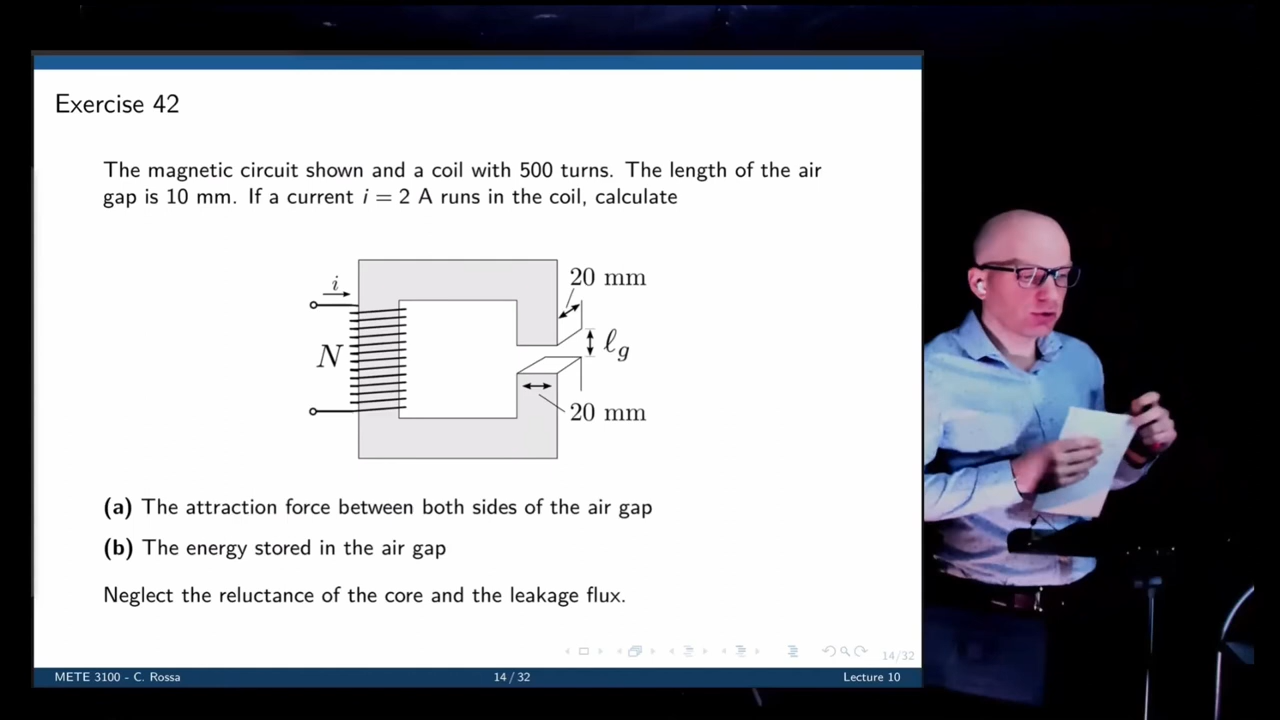 Exercise 42
The magnetic circuit shown and a coil with 500 turns. The length of the air
gap is 10 mm. If a current i = 2 A runs in the coil, calculate
20 mm
i
N
ℓg
20 mm
(a) The attraction force between both sides of the air gap
(b) The energy stored in the air gap
Neglect the reluctance of the core and the leakage flux.
14/32
METE 3100 - C. Rossa
14 / 32
Lecture 10